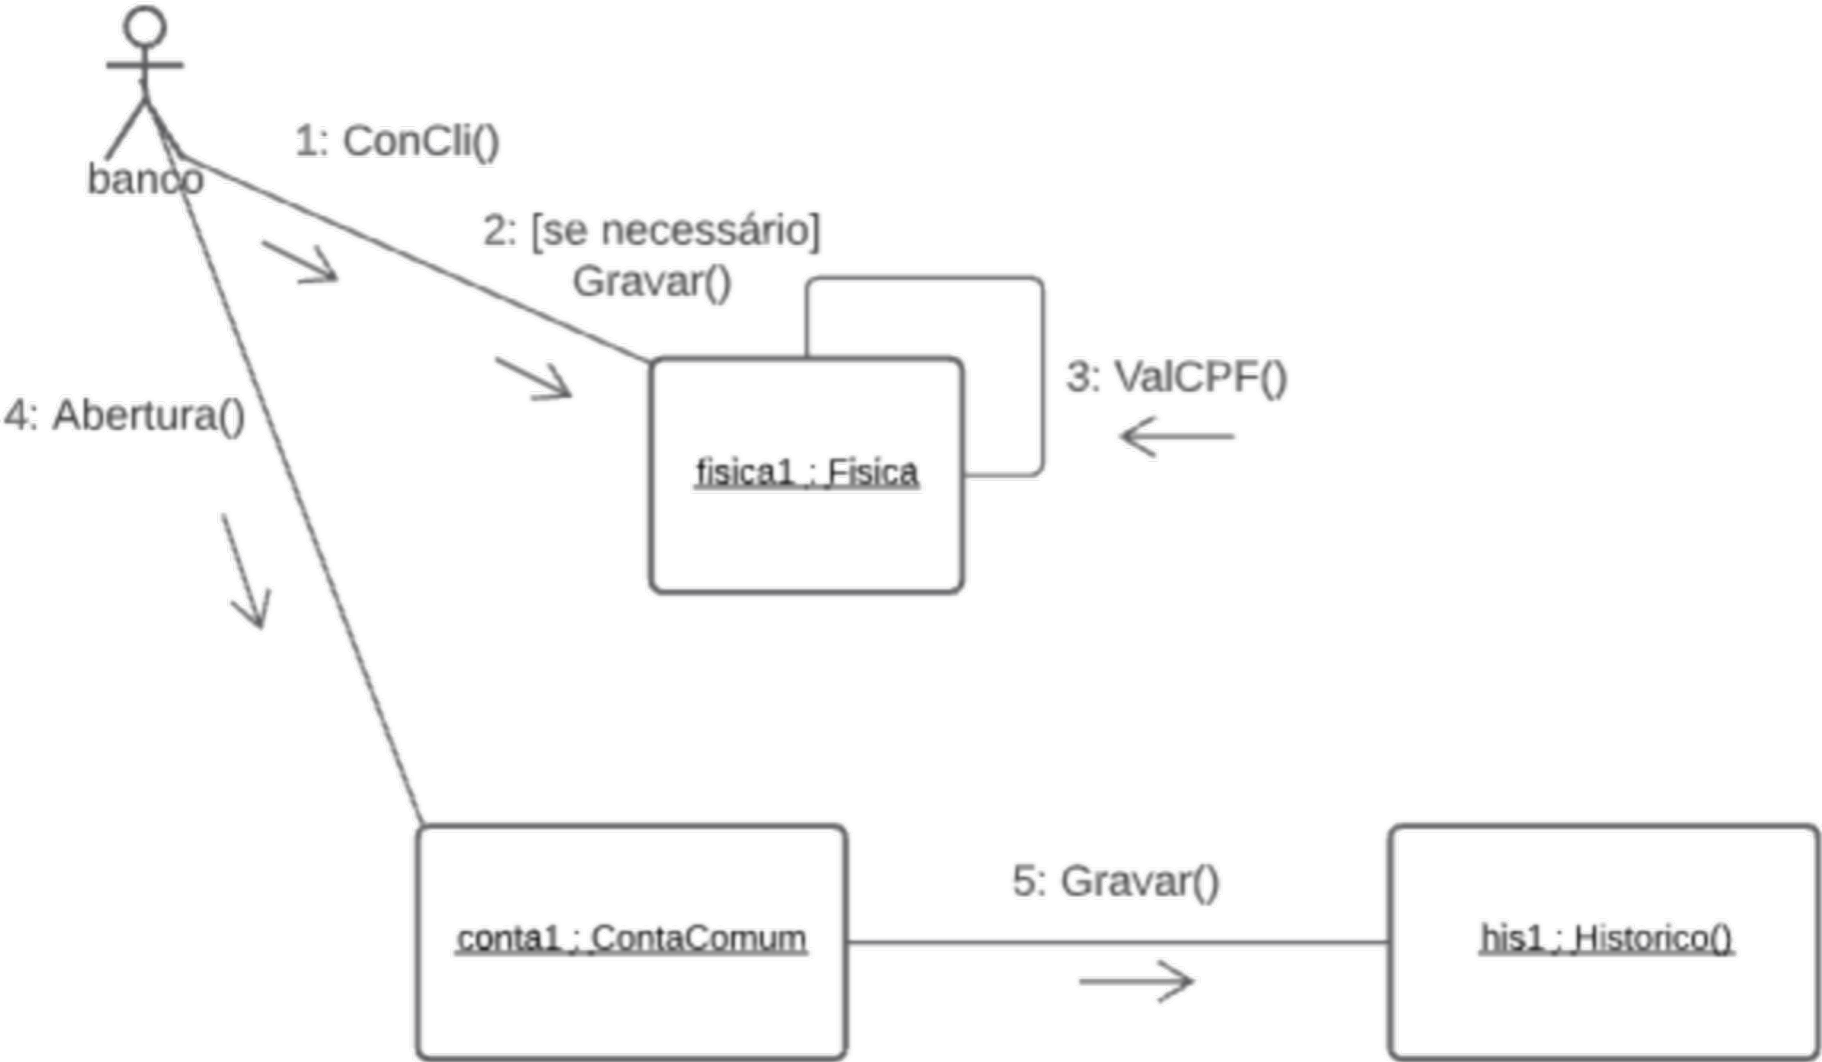 banco
1: ConCli()
2: [se necessário]
Gravar()
3: ValCPF()
4: Abertura()
fisica1 : Fisica
conta1 : ContaComum
5: Gravar()
his1 : Historico()